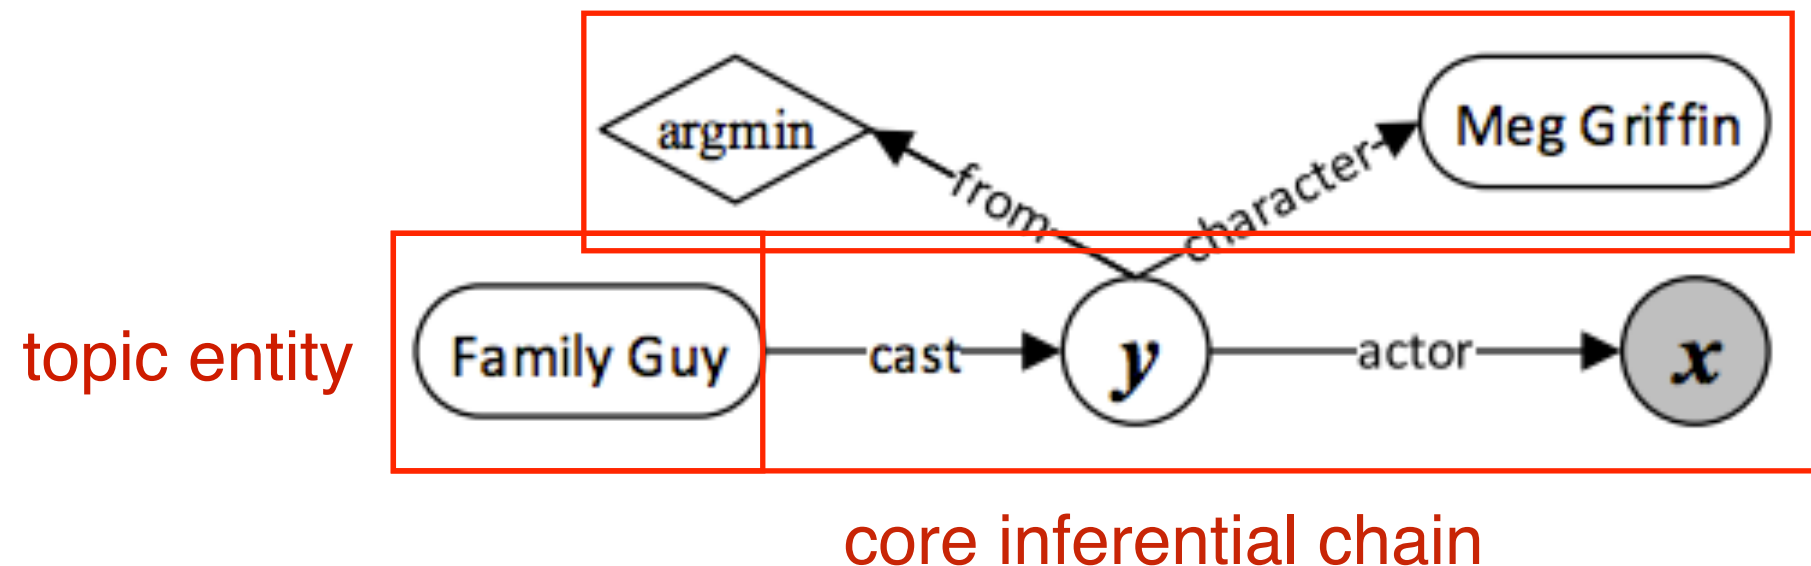 argmin
Meg Griffin
from
character
topic entity
Family Guy
cast
y
actor
x
core inferential chain